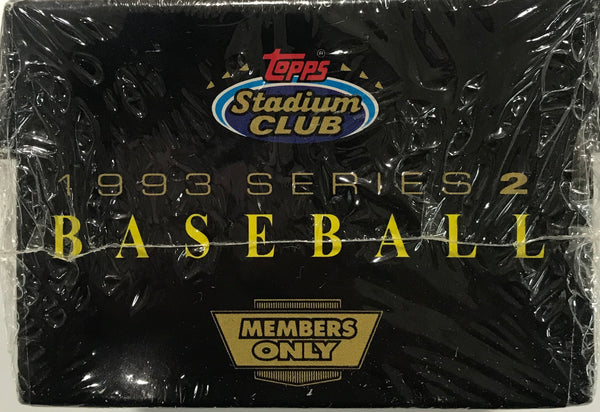 Topps®
Stadium
CLUB
1993 SERIES 2
BASEBALL
MEMBERS
ONLY